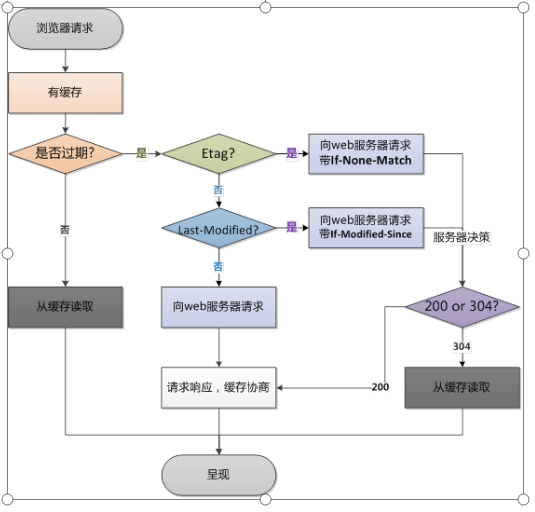 浏览器请求
有缓存
是否过期?
是
Etag?
是
向web服务器请求
带If-None-Match
否
否
Last-Modified?
是
向web服务器请求
带If-Modified-Since
服务器决策
否
从缓存读取
向web服务器请求
200 or 304?
304
请求响应，缓存协商
200
从缓存读取
呈现